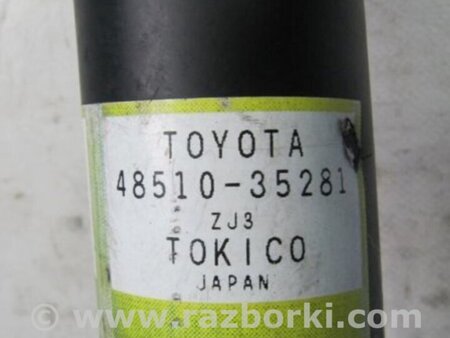 TOYOTA
48510-35281
ZJ3
TOKICO
JAPAN
www.razborki.com